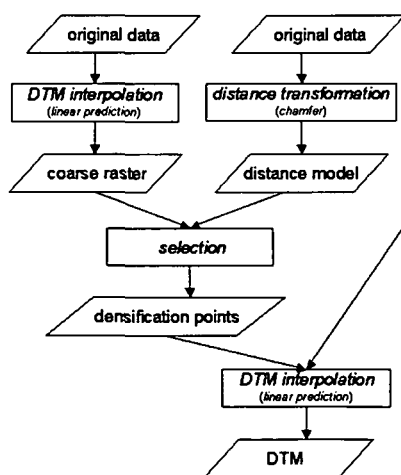 original data
original data
DTM interpolation
(linear prediction)
distance transformation
(chamfer)
coarse raster
distance model
selection
densification points
DTM interpolation
(linear prediction)
DTM